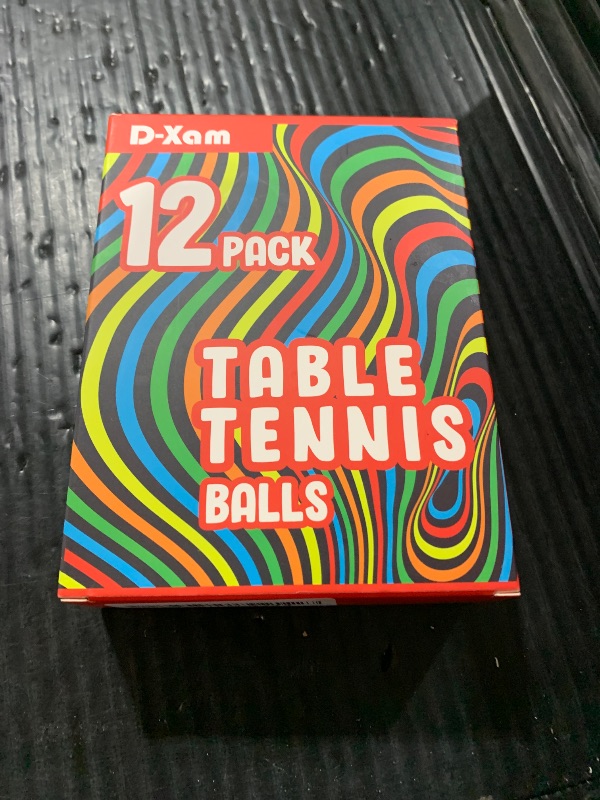 D-Xam
12 PACK
TABLE
TENNIS
BALLS